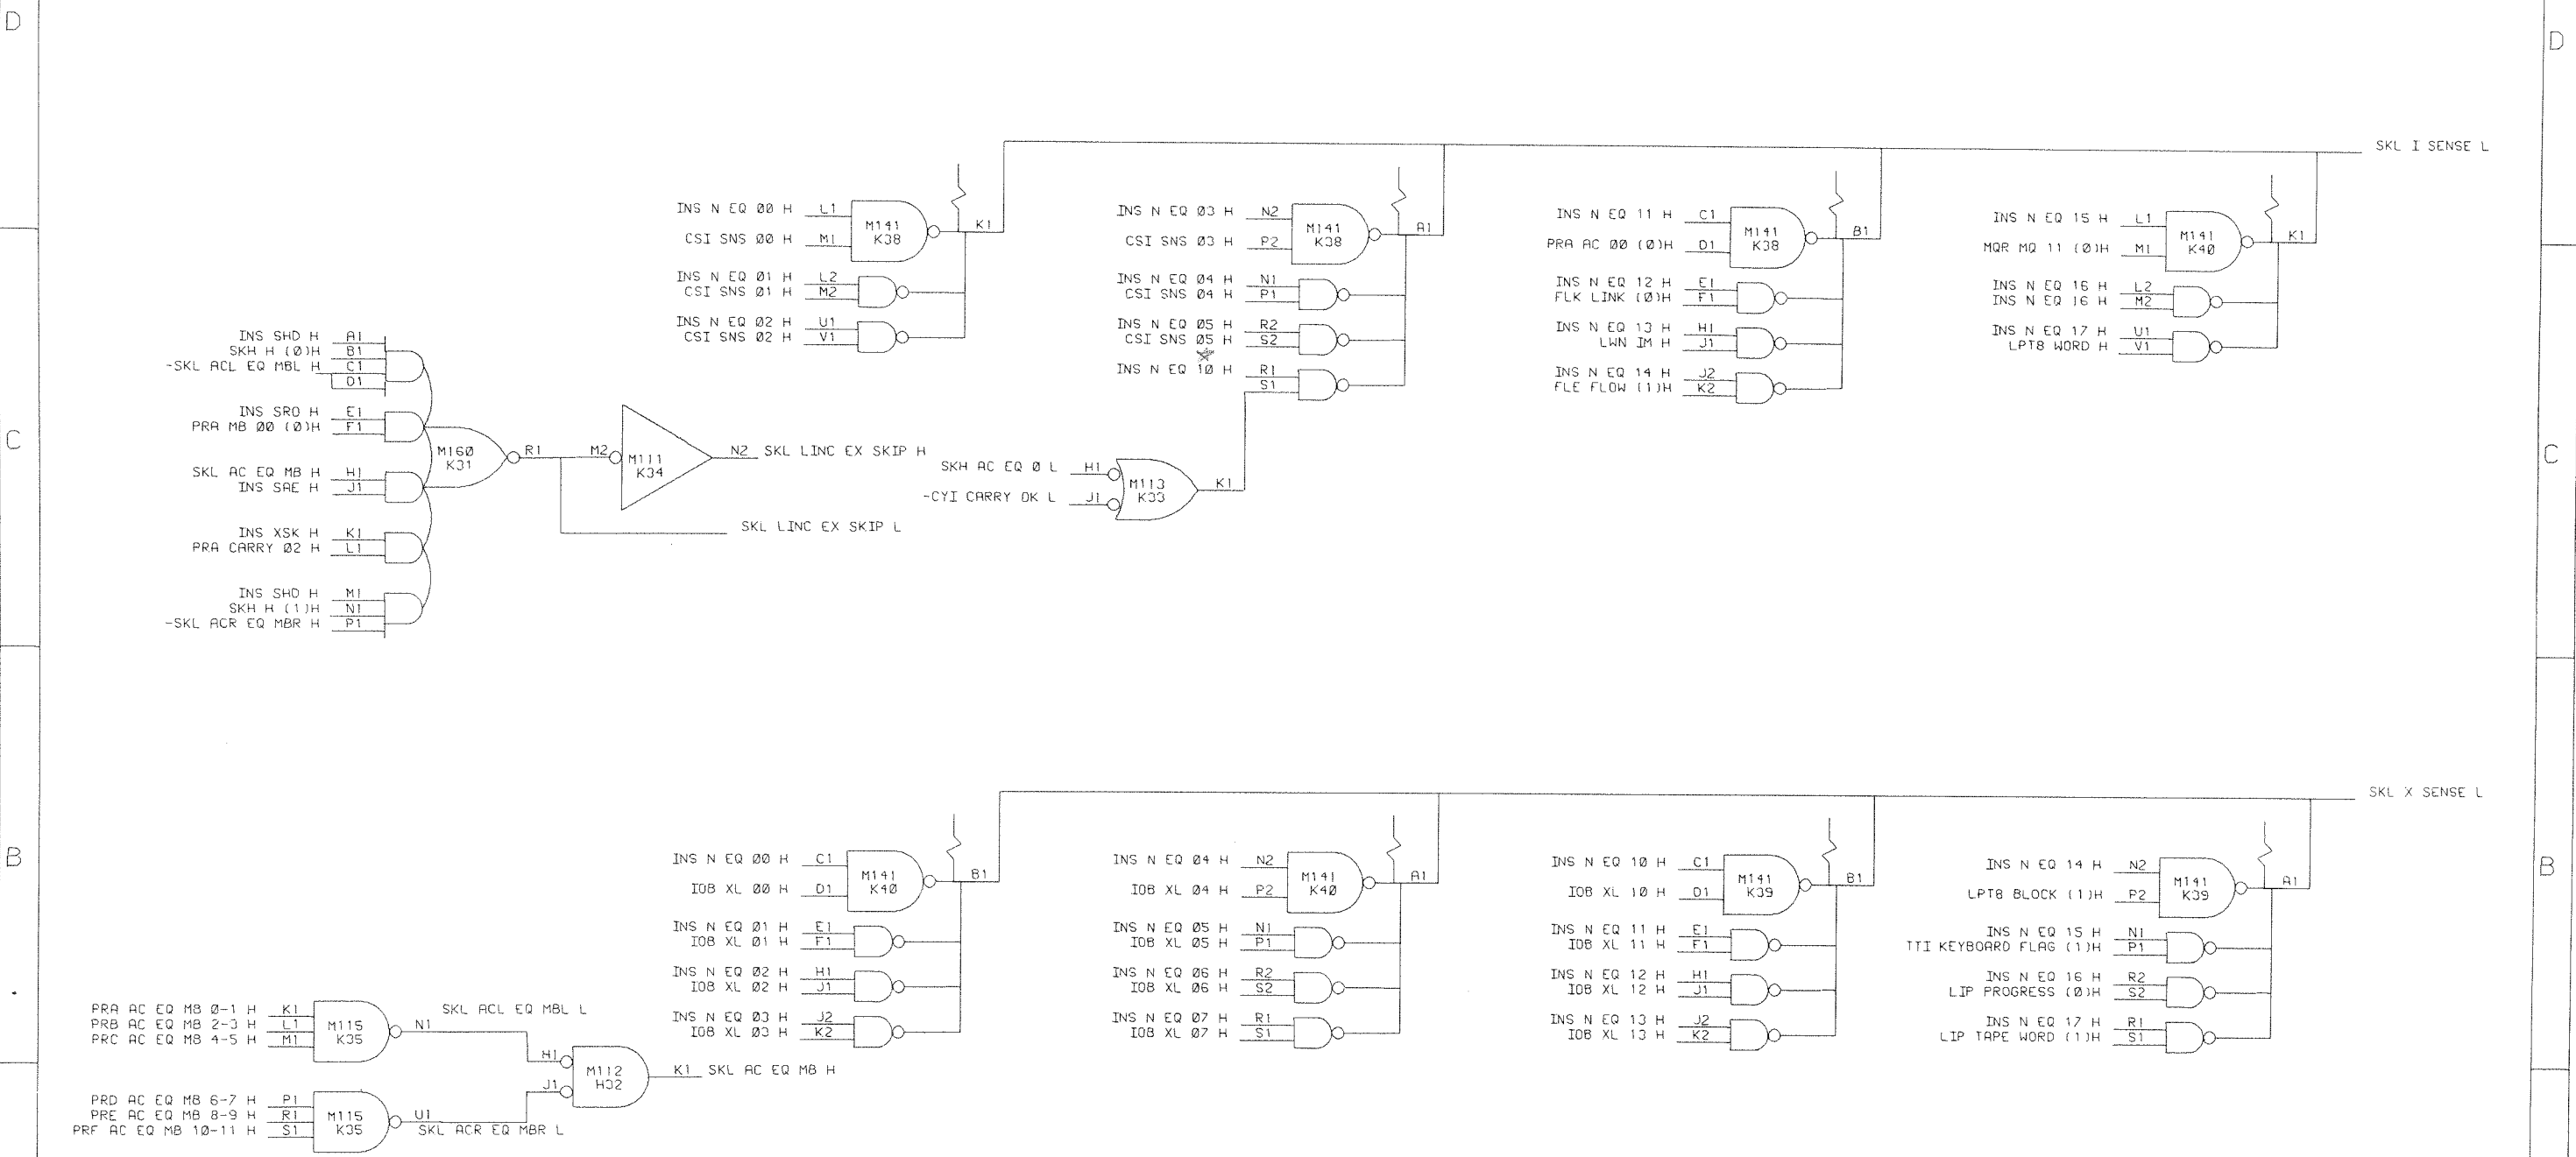 D
D
SKL I SENSE L
INS N EQ 00 H L1
CSI SNS 00 H M1
M141
K38
K1
INS N EQ 01 H L2
CSI SNS 01 H M2
INS N EQ 02 H U1
CSI SNS 02 H V1
INS N EQ 03 H N2
CSI SNS 03 H P2
M141
K38
A1
INS N EQ 04 H N1
CSI SNS 04 H P1
INS N EQ 05 H R2
CSI SNS 05 H S2
INS N EQ 10 H R1
S1
INS N EQ 11 H C1
PRA AC 00 (0)H D1
M141
K38
B1
INS N EQ 12 H E1
FLK LINK (0)H F1
INS N EQ 13 H H1
LWN IM H J1
INS N EQ 14 H J2
FLE FLOW (1)H K2
INS N EQ 15 H L1
MQR MQ 11 (0)H M1
M141
K40
K1
INS N EQ 16 H L2
INS N EQ 16 H M2
INS N EQ 17 H U1
LPT8 WORD H V1
INS SHD H A1
SKH H (0)H B1
-SKL ACL EQ MBL H C1
D1
INS SRO H E1
PRA MB 00 (0)H F1
SKL AC EQ MB H H1
INS SAE H J1
INS XSK H K1
PRA CARRY 02 H L1
INS SHD H M1
SKH H (1)H N1
-SKL ACR EQ MBR H P1
M160
K31
R1
M2
M111
K34
N2 SKL LINC EX SKIP H
SKL LINC EX SKIP L
SKH AC EQ 0 L H1
-CYI CARRY OK L J1
M113
K33
K1
C
C
SKL X SENSE L
INS N EQ 00 H C1
IOB XL 00 H D1
M141
K40
B1
INS N EQ 01 H E1
IOB XL 01 H F1
INS N EQ 02 H H1
IOB XL 02 H J1
INS N EQ 03 H J2
IOB XL 03 H K2
INS N EQ 04 H N2
IOB XL 04 H P2
M141
K40
A1
INS N EQ 05 H N1
IOB XL 05 H P1
INS N EQ 06 H R2
IOB XL 06 H S2
INS N EQ 07 H R1
IOB XL 07 H S1
INS N EQ 10 H C1
IOB XL 10 H D1
M141
K39
B1
INS N EQ 11 H E1
IOB XL 11 H F1
INS N EQ 12 H H1
IOB XL 12 H J1
INS N EQ 13 H J2
IOB XL 13 H K2
INS N EQ 14 H N2
LPT8 BLOCK (1)H P2
M141
K39
A1
INS N EQ 15 H N1
TTI KEYBOARD FLAG (1)H P1
INS N EQ 16 H R2
LIP PROGRESS (0)H S2
INS N EQ 17 H R1
LIP TAPE WORD (1)H S1
B
B
PRA AC EQ MB 0-1 H K1
PRB AC EQ MB 2-3 H L1
PRC AC EQ MB 4-5 H M1
M115
K35
N1
SKL ACL EQ MBL L
PRD AC EQ MB 6-7 H P1
PRE AC EQ MB 8-9 H R1
PRF AC EQ MB 10-11 H S1
M115
K35
U1
SKL ACR EQ MBR L
H1
J1
M112
H32
K1 SKL AC EQ MB H